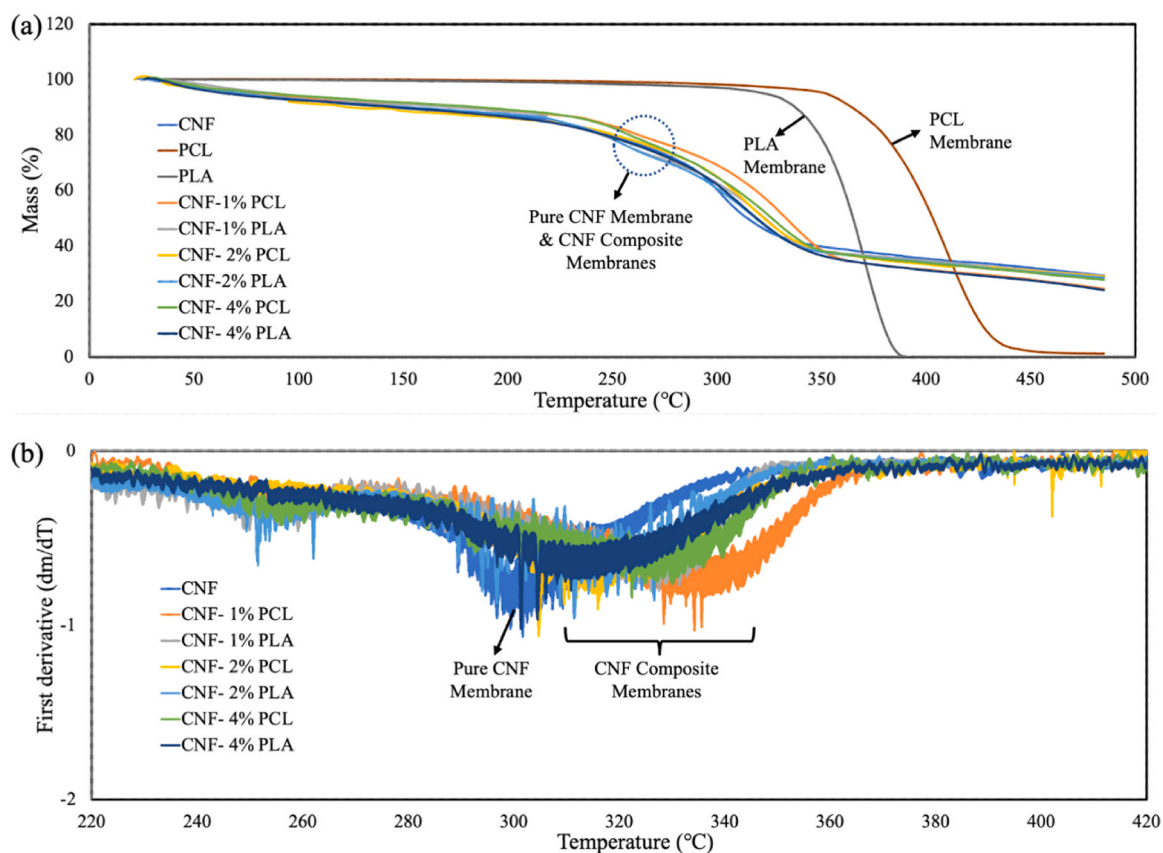 (a)
120
100
80
60
40
20
0
Mass (%)
CNF
PCL
PLA
CNF-1% PCL
CNF-1% PLA
CNF- 2% PCL
CNF-2% PLA
CNF- 4% PCL
CNF- 4% PLA
Pure CNF Membrane
& CNF Composite
Membranes
PLA
Membrane
PCL
Membrane
0 50 100 150 200 250 300 350 400 450 500
Temperature (°C)
(b)
0
-1
-2
First derivative (dm/dT)
CNF
CNF- 1% PCL
CNF- 1% PLA
CNF- 2% PCL
CNF- 2% PLA
CNF- 4% PCL
CNF- 4% PLA
Pure CNF
Membrane
CNF Composite
Membranes
220 240 260 280 300 320 340 360 380 400 420
Temperature (°C)